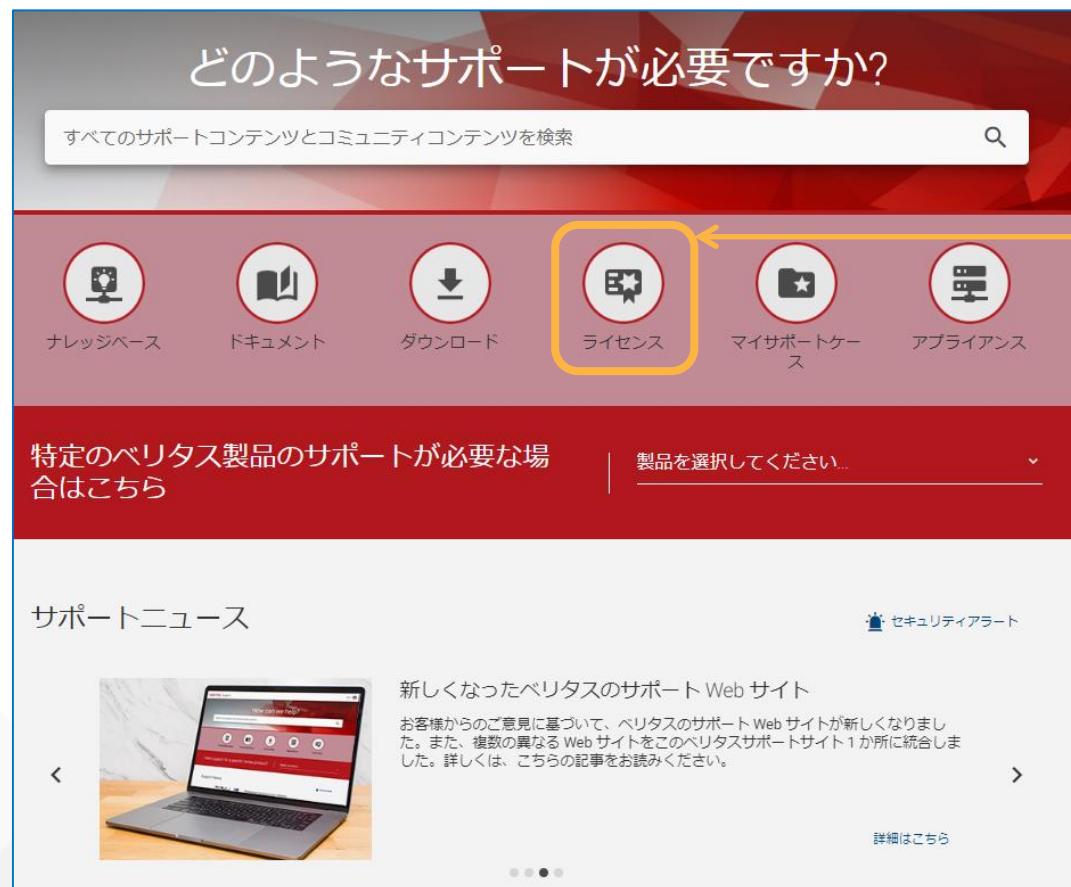 どのようなサポートが必要ですか?
すべてのサポートコンテンツとコミュニティコンテンツを検索
ナレッジベース
ドキュメント
ダウンロード
ライセンス
マイサポートケー
ス
アプライアンス
特定のベリタス製品のサポートが必要な場
合はこちら
製品を選択してください...
サポートニュース
セキュリティアラート
新しくなったベリタスのサポート Web サイト
お客様からのご意見に基づいて、ベリタスのサポート Web サイトが新しくなりまし
た。また、複数の異なる Web サイトをこのベリタスサポートサイト 1 か所に統合しま
した。詳しくは、こちらの記事をお読みください。
詳細はこちら